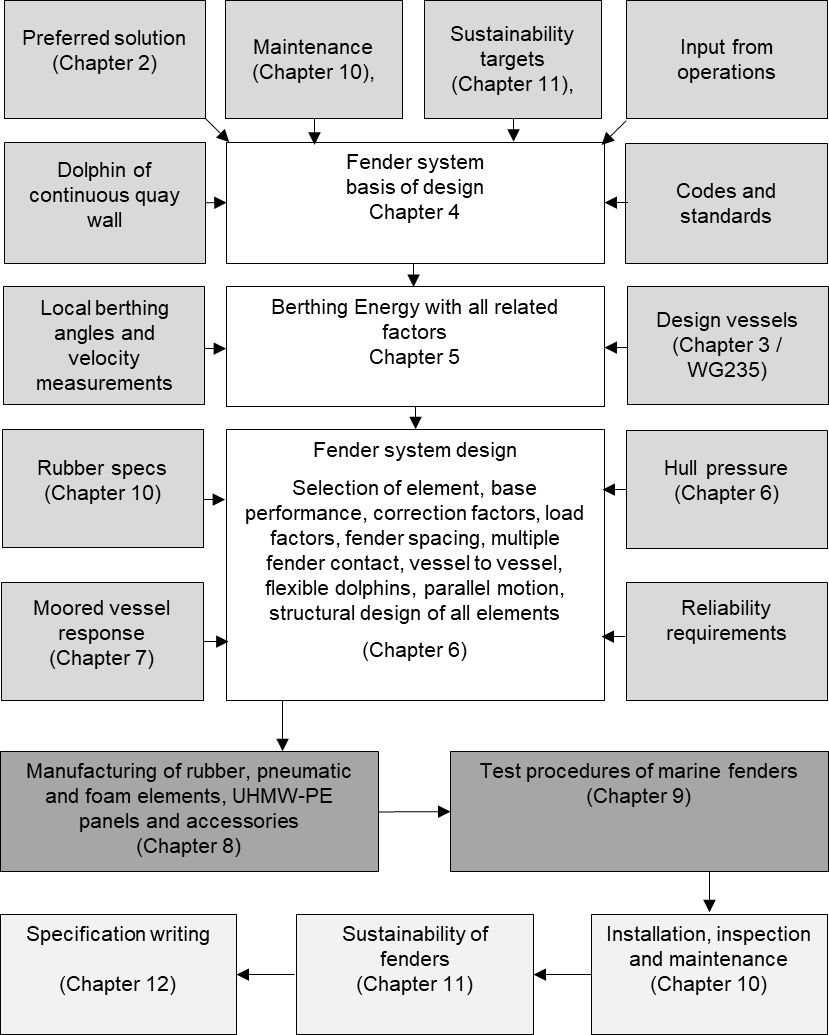 Preferred solution
(Chapter 2)
Maintenance
(Chapter 10),
Sustainability
targets
(Chapter 11),
Input from
operations
Dolphin of
continuous quay
wall
Fender system
basis of design
Chapter 4
Codes and
standards
Local berthing
angles and
velocity
measurements
Berthing Energy with all related
factors
Chapter 5
Design vessels
(Chapter 3 /
WG235)
Rubber specs
(Chapter 10)
Fender system design
Selection of element, base
performance, correction factors, load
factors, fender spacing, multiple
fender contact, vessel to vessel,
flexible dolphins, parallel motion,
structural design of all elements
(Chapter 6)
Hull pressure
(Chapter 6)
Moored vessel
response
(Chapter 7)
Reliability
requirements
Manufacturing of rubber, pneumatic
and foam elements, UHMW-PE
panels and accessories
(Chapter 8)
Test procedures of marine fenders
(Chapter 9)
Specification writing
(Chapter 12)
Sustainability of
fenders
(Chapter 11)
Installation, inspection
and maintenance
(Chapter 10)